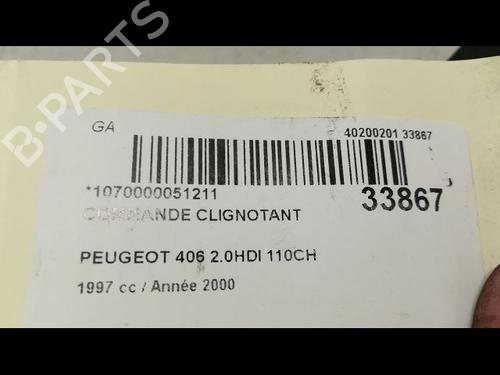 B-PARTS
GA
40200201 33867
*1070000051211
33867
COMMANDE CLIGNOTANT
PEUGEOT 406 2.0HDI 110CH
1997 cc / Année 2000